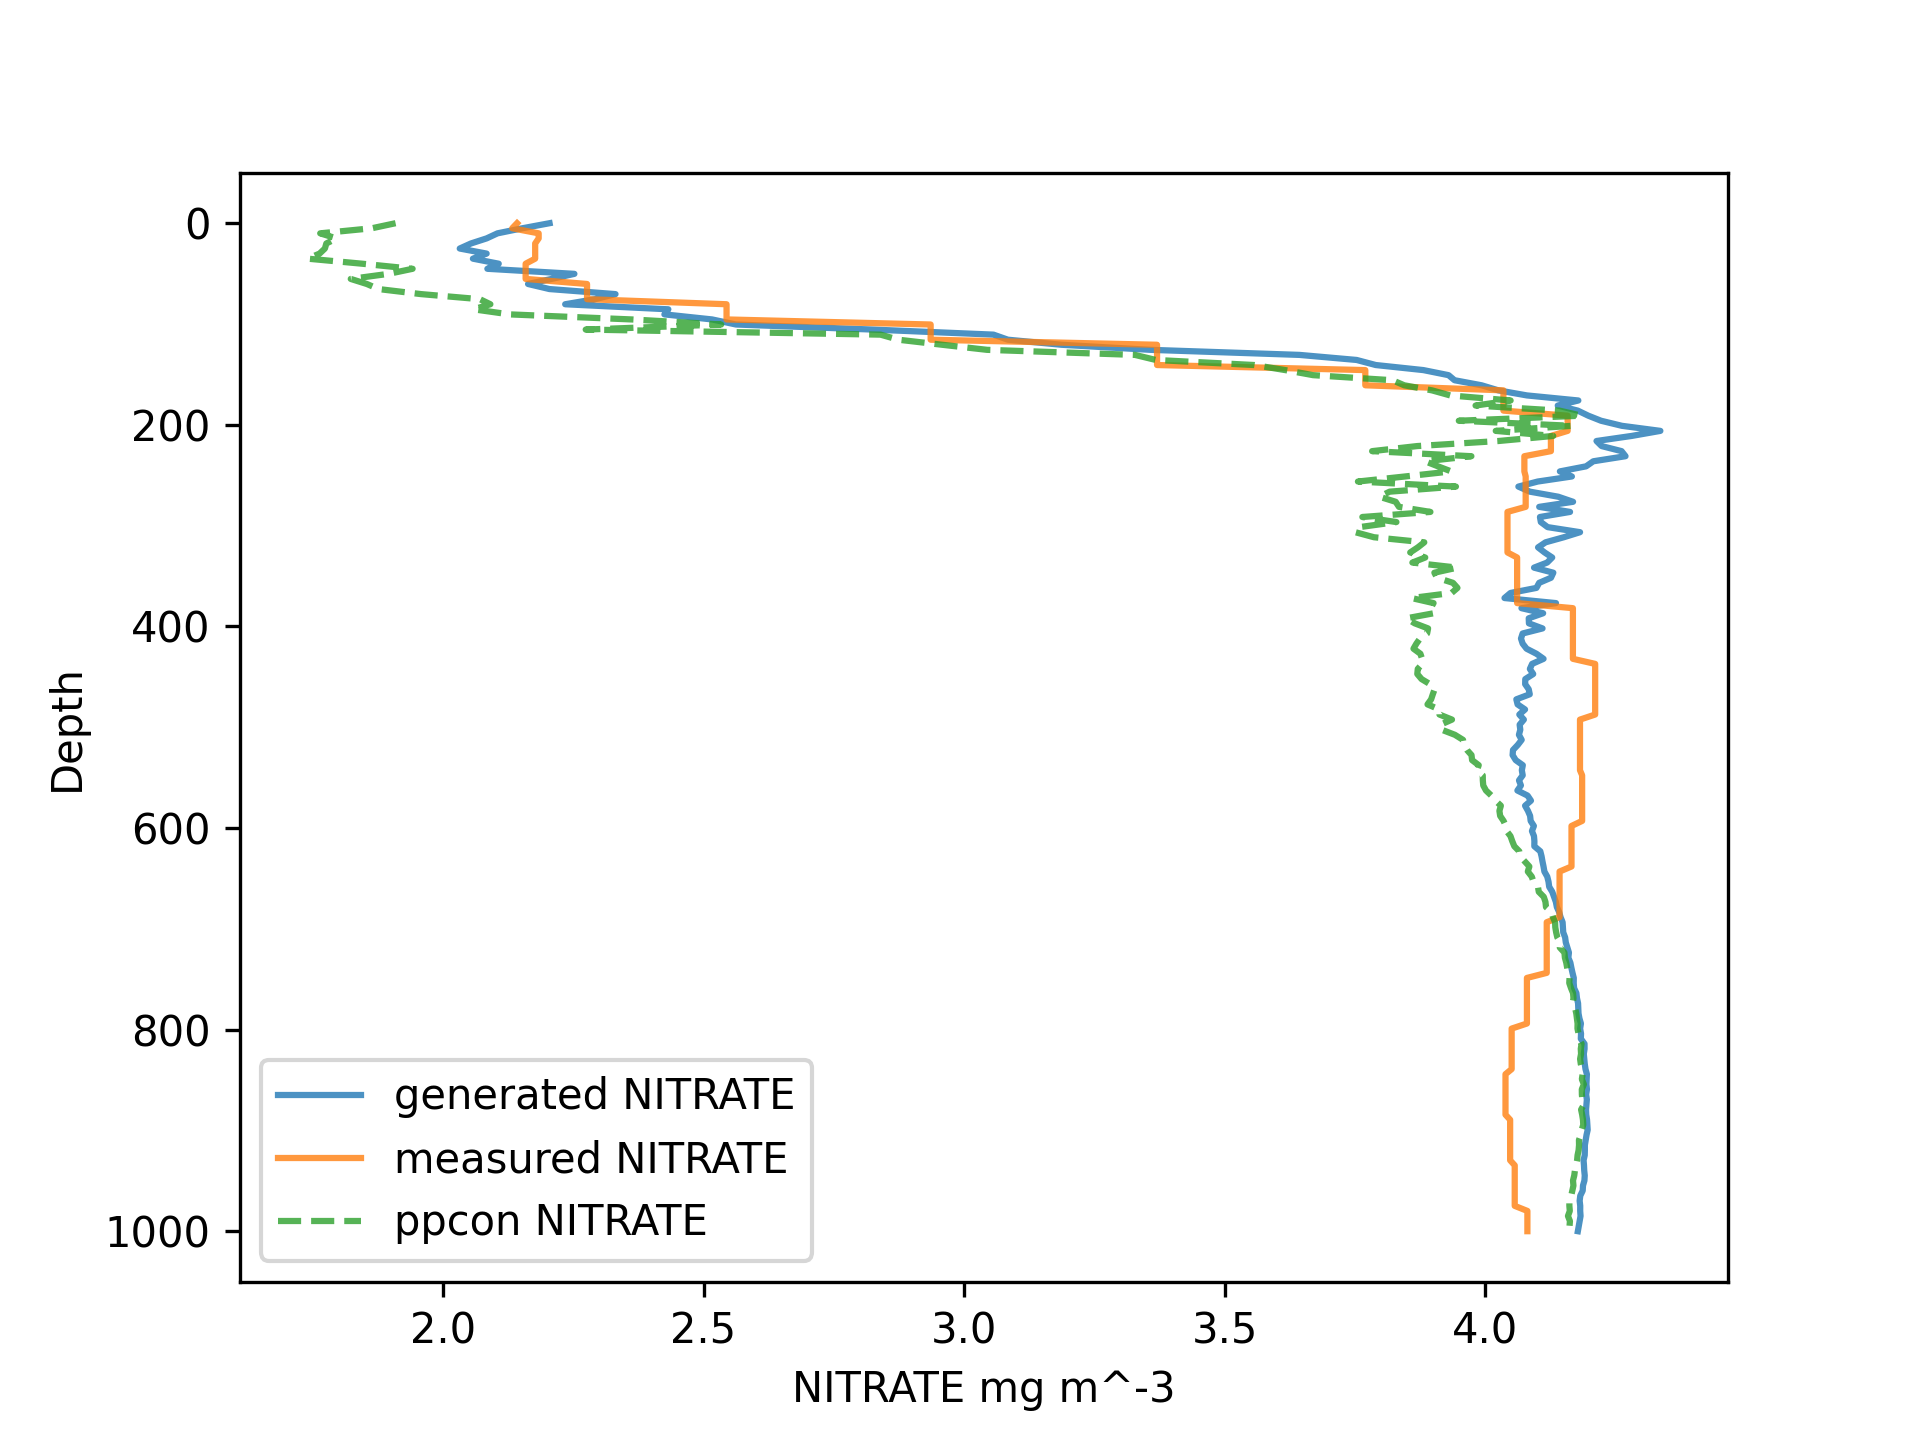 0
200
400
600
800
1000
Depth
generated NITRATE
measured NITRATE
ppcon NITRATE
2.0 2.5 3.0 3.5 4.0
NITRATE mg m^-3